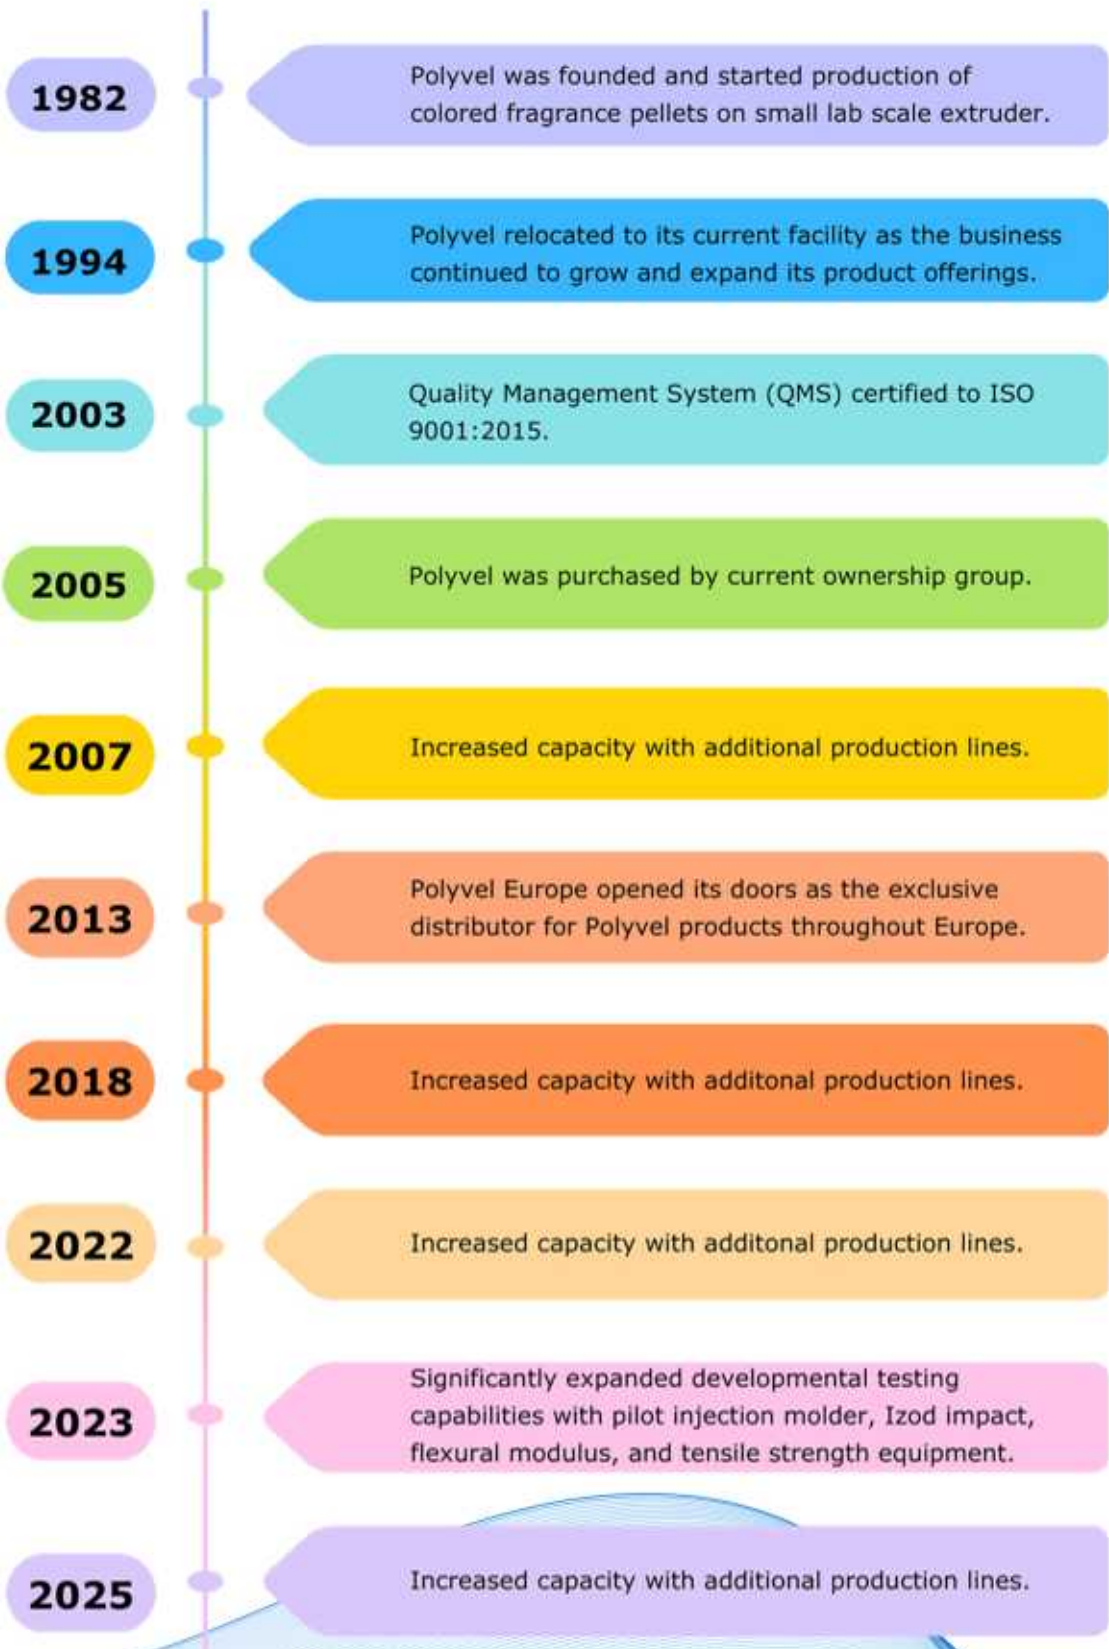 1982
Polyvel was founded and started production of
colored fragrance pellets on small lab scale extruder.
1994
Polyvel relocated to its current facility as the business
continued to grow and expand its product offerings.
2003
Quality Management System (QMS) certified to ISO
9001:2015.
2005
Polyvel was purchased by current ownership group.
2007
Increased capacity with additional production lines.
2013
Polyvel Europe opened its doors as the exclusive
distributor for Polyvel products throughout Europe.
2018
Increased capacity with additonal production lines.
2022
Increased capacity with additonal production lines.
2023
Significantly expanded developmental testing
capabilities with pilot injection molder, Izod impact,
flexural modulus, and tensile strength equipment.
2025
Increased capacity with additional production lines.